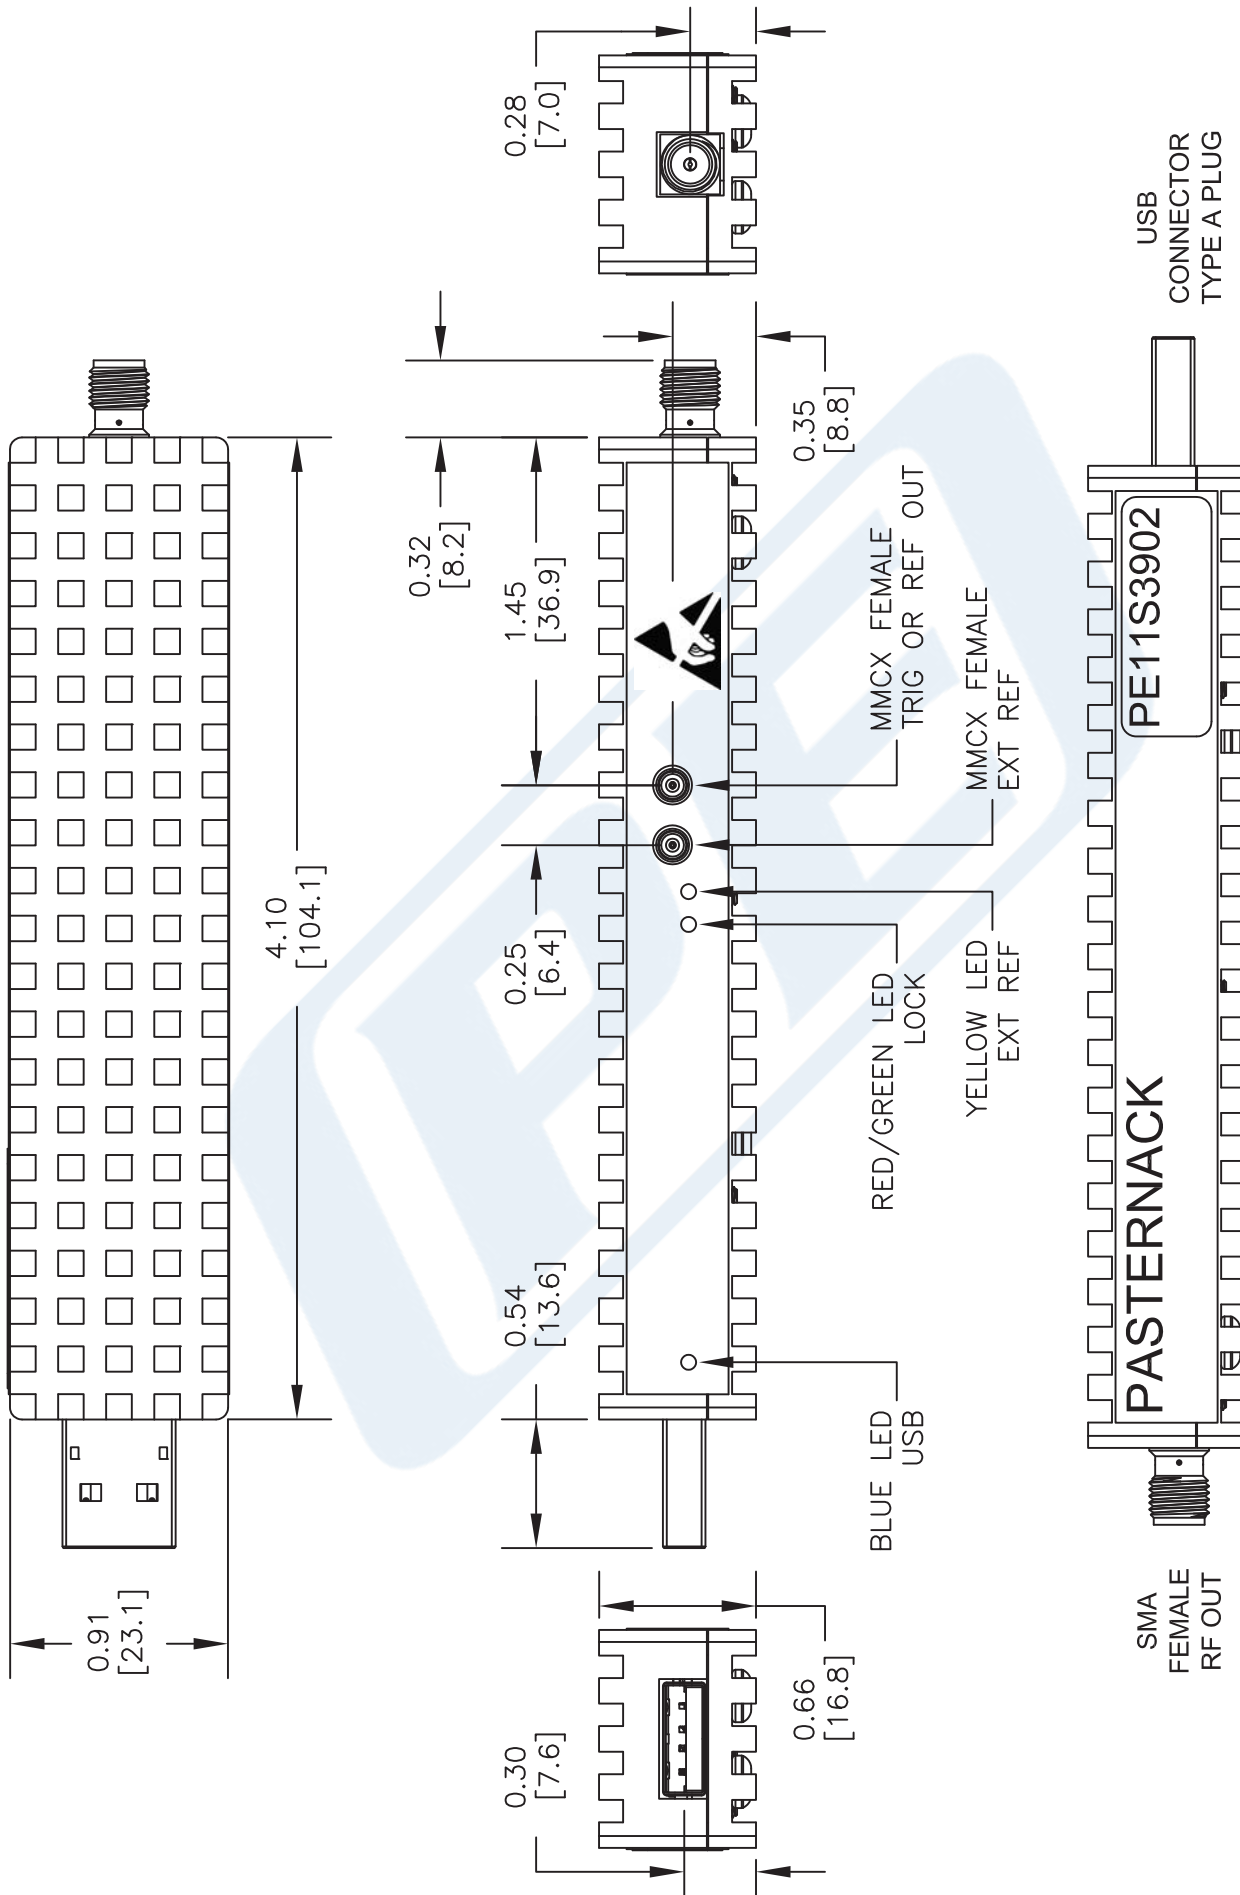 0.91
[23.1]
4.10
[104.1]
0.30
[7.6]
0.54
[13.6]
0.25
[6.4]
1.45
[36.9]
0.32
[8.2]
0.28
[7.0]
0.66
[16.8]
0.35
[8.8]
BLUE LED
USB
RED/GREEN LED
LOCK
YELLOW LED
EXT REF
MMCX FEMALE
TRIG OR REF OUT
MMCX FEMALE
EXT REF
SMA
FEMALE
RF OUT
PASTERNACK
PE11S3902
USB
CONNECTOR
TYPE A PLUG
PE